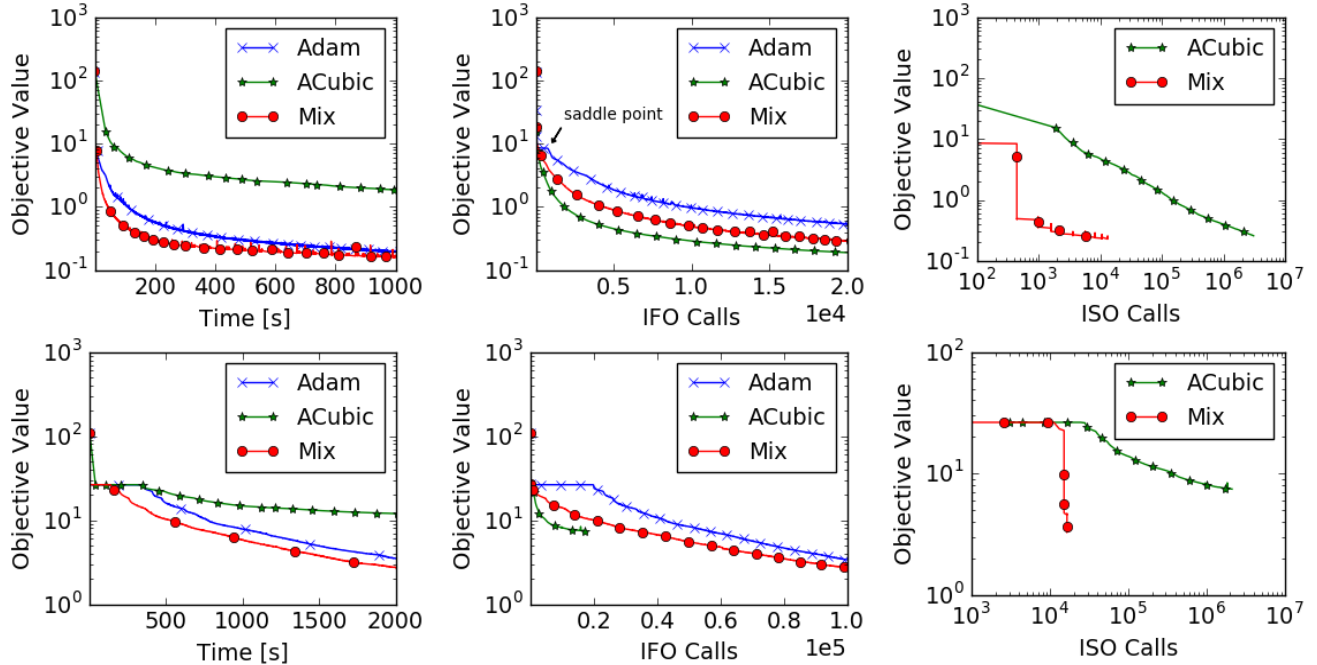 10³
10²
10¹
10⁰
10⁻¹
Objective Value
200
400
600
800
1000
Time [s]
Adam
ACubic
Mix
10³
10²
10¹
10⁰
10⁻¹
Objective Value
saddle point
0.5
1.0
1.5
2.0
1e4
IFO Calls
Adam
ACubic
Mix
10³
10²
10¹
10⁰
10⁻¹
Objective Value
10²
10³
10⁴
10⁵
10⁶
10⁷
ISO Calls
ACubic
Mix
10³
10²
10¹
10⁰
Objective Value
500
1000
1500
2000
Time [s]
Adam
ACubic
Mix
10³
10²
10¹
10⁰
Objective Value
0.2
0.4
0.6
0.8
1.0
1e5
IFO Calls
Adam
ACubic
Mix
10²
10¹
10⁰
Objective Value
10³
10⁴
10⁵
10⁶
10⁷
ISO Calls
ACubic
Mix